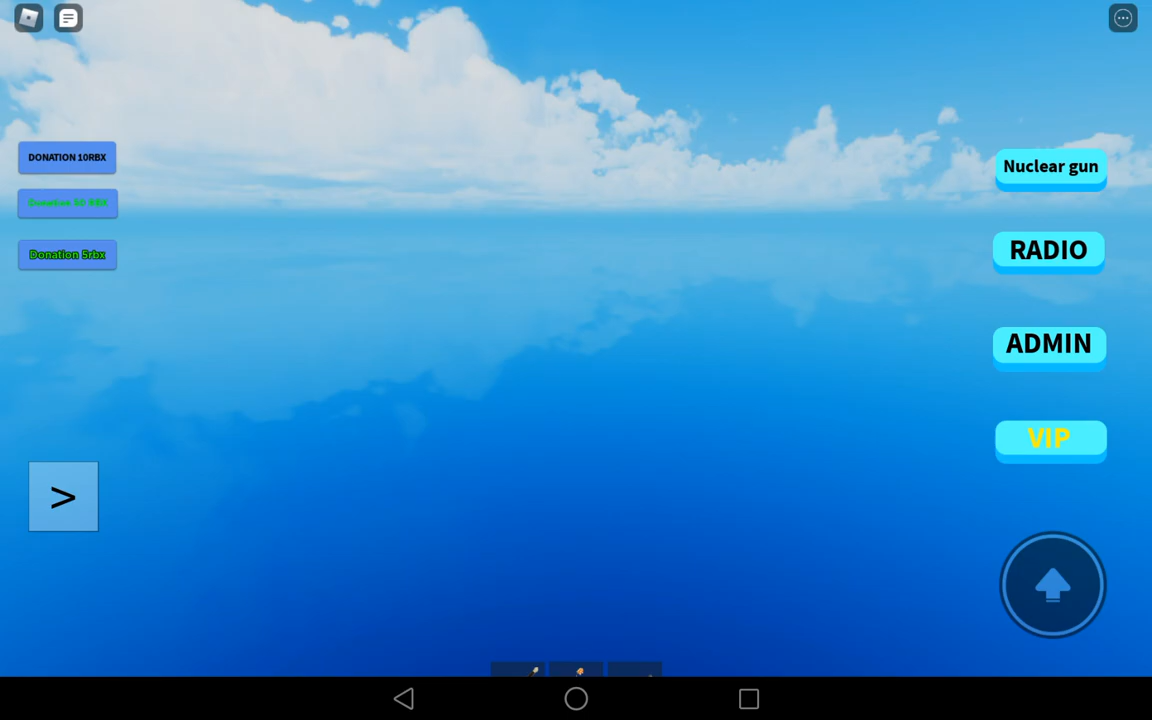 DONATION 10RBX
Nuclear gun
Donation 5rbx
RADIO
ADMIN
VIP
>